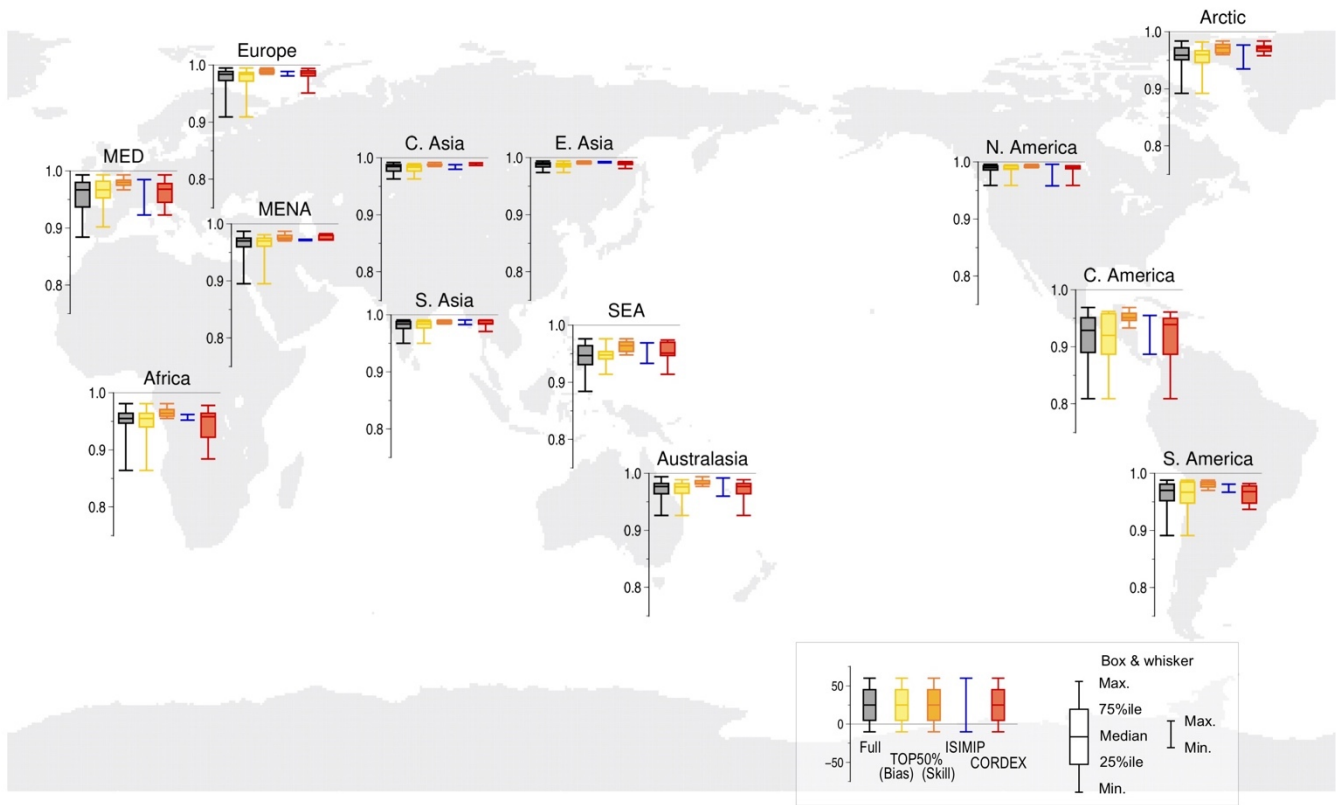 Arctic
1.0
0.9
0.8
Europe
1.0
0.9
0.8
MED
1.0
0.9
0.8
C. Asia
1.0
0.9
0.8
E. Asia
1.0
0.9
0.8
N. America
1.0
0.9
0.8
MENA
1.0
0.9
0.8
C. America
1.0
0.9
0.8
S. Asia
1.0
0.9
0.8
SEA
1.0
0.9
0.8
Africa
1.0
0.9
0.8
Australasia
1.0
0.9
0.8
S. America
1.0
0.9
0.8
50
0
−50
Full
TOP50%
(Bias) (Skill)
ISIMIP
CORDEX
Box & whisker
Max.
75%ile
Median
25%ile
Min.
Max.
Min.